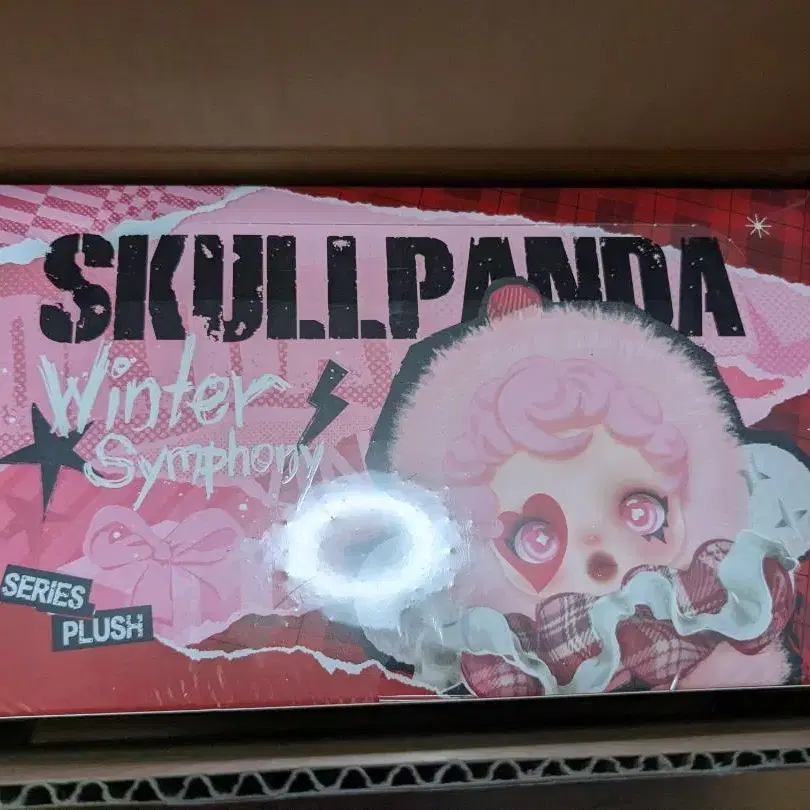 SKULLPANDA
Winter
Symphony
SERIES
PLUSH